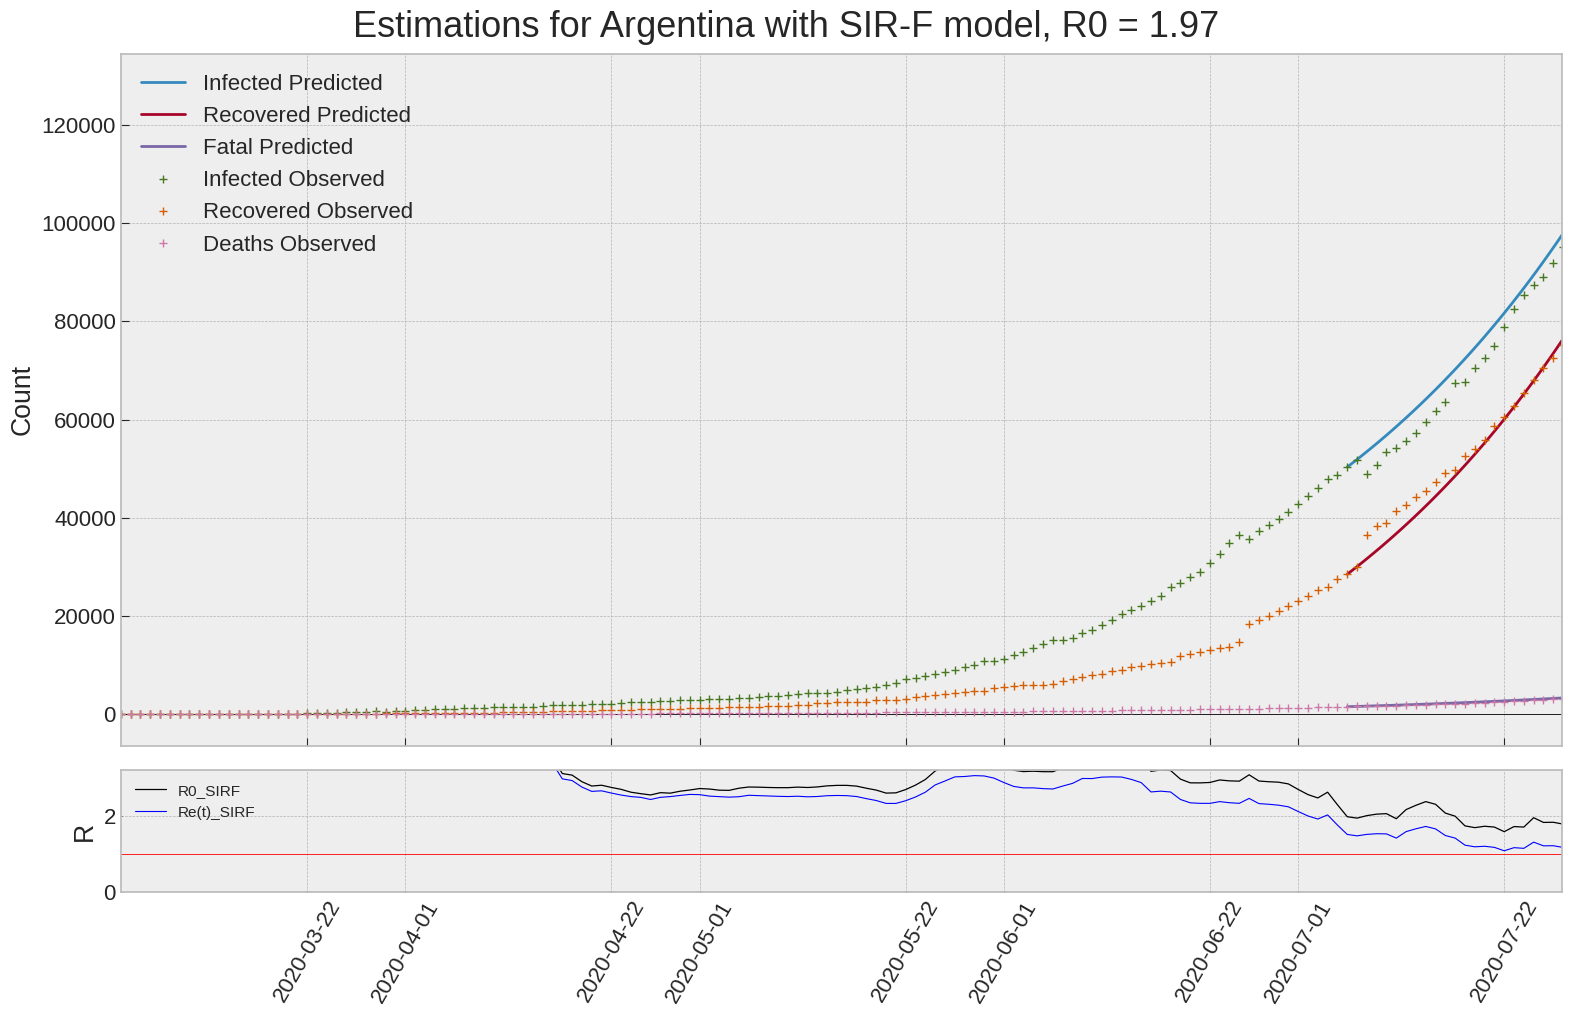 Estimations for Argentina with SIR-F model, R0 = 1.97
Infected Predicted
Recovered Predicted
Fatal Predicted
Infected Observed
Recovered Observed
Deaths Observed
120000
100000
80000
60000
40000
20000
0
Count
R0_SIRF
Re(t)_SIRF
2
0
R
2020-03-22
2020-04-01
2020-04-22
2020-05-01
2020-05-22
2020-06-01
2020-06-22
2020-07-01
2020-07-22